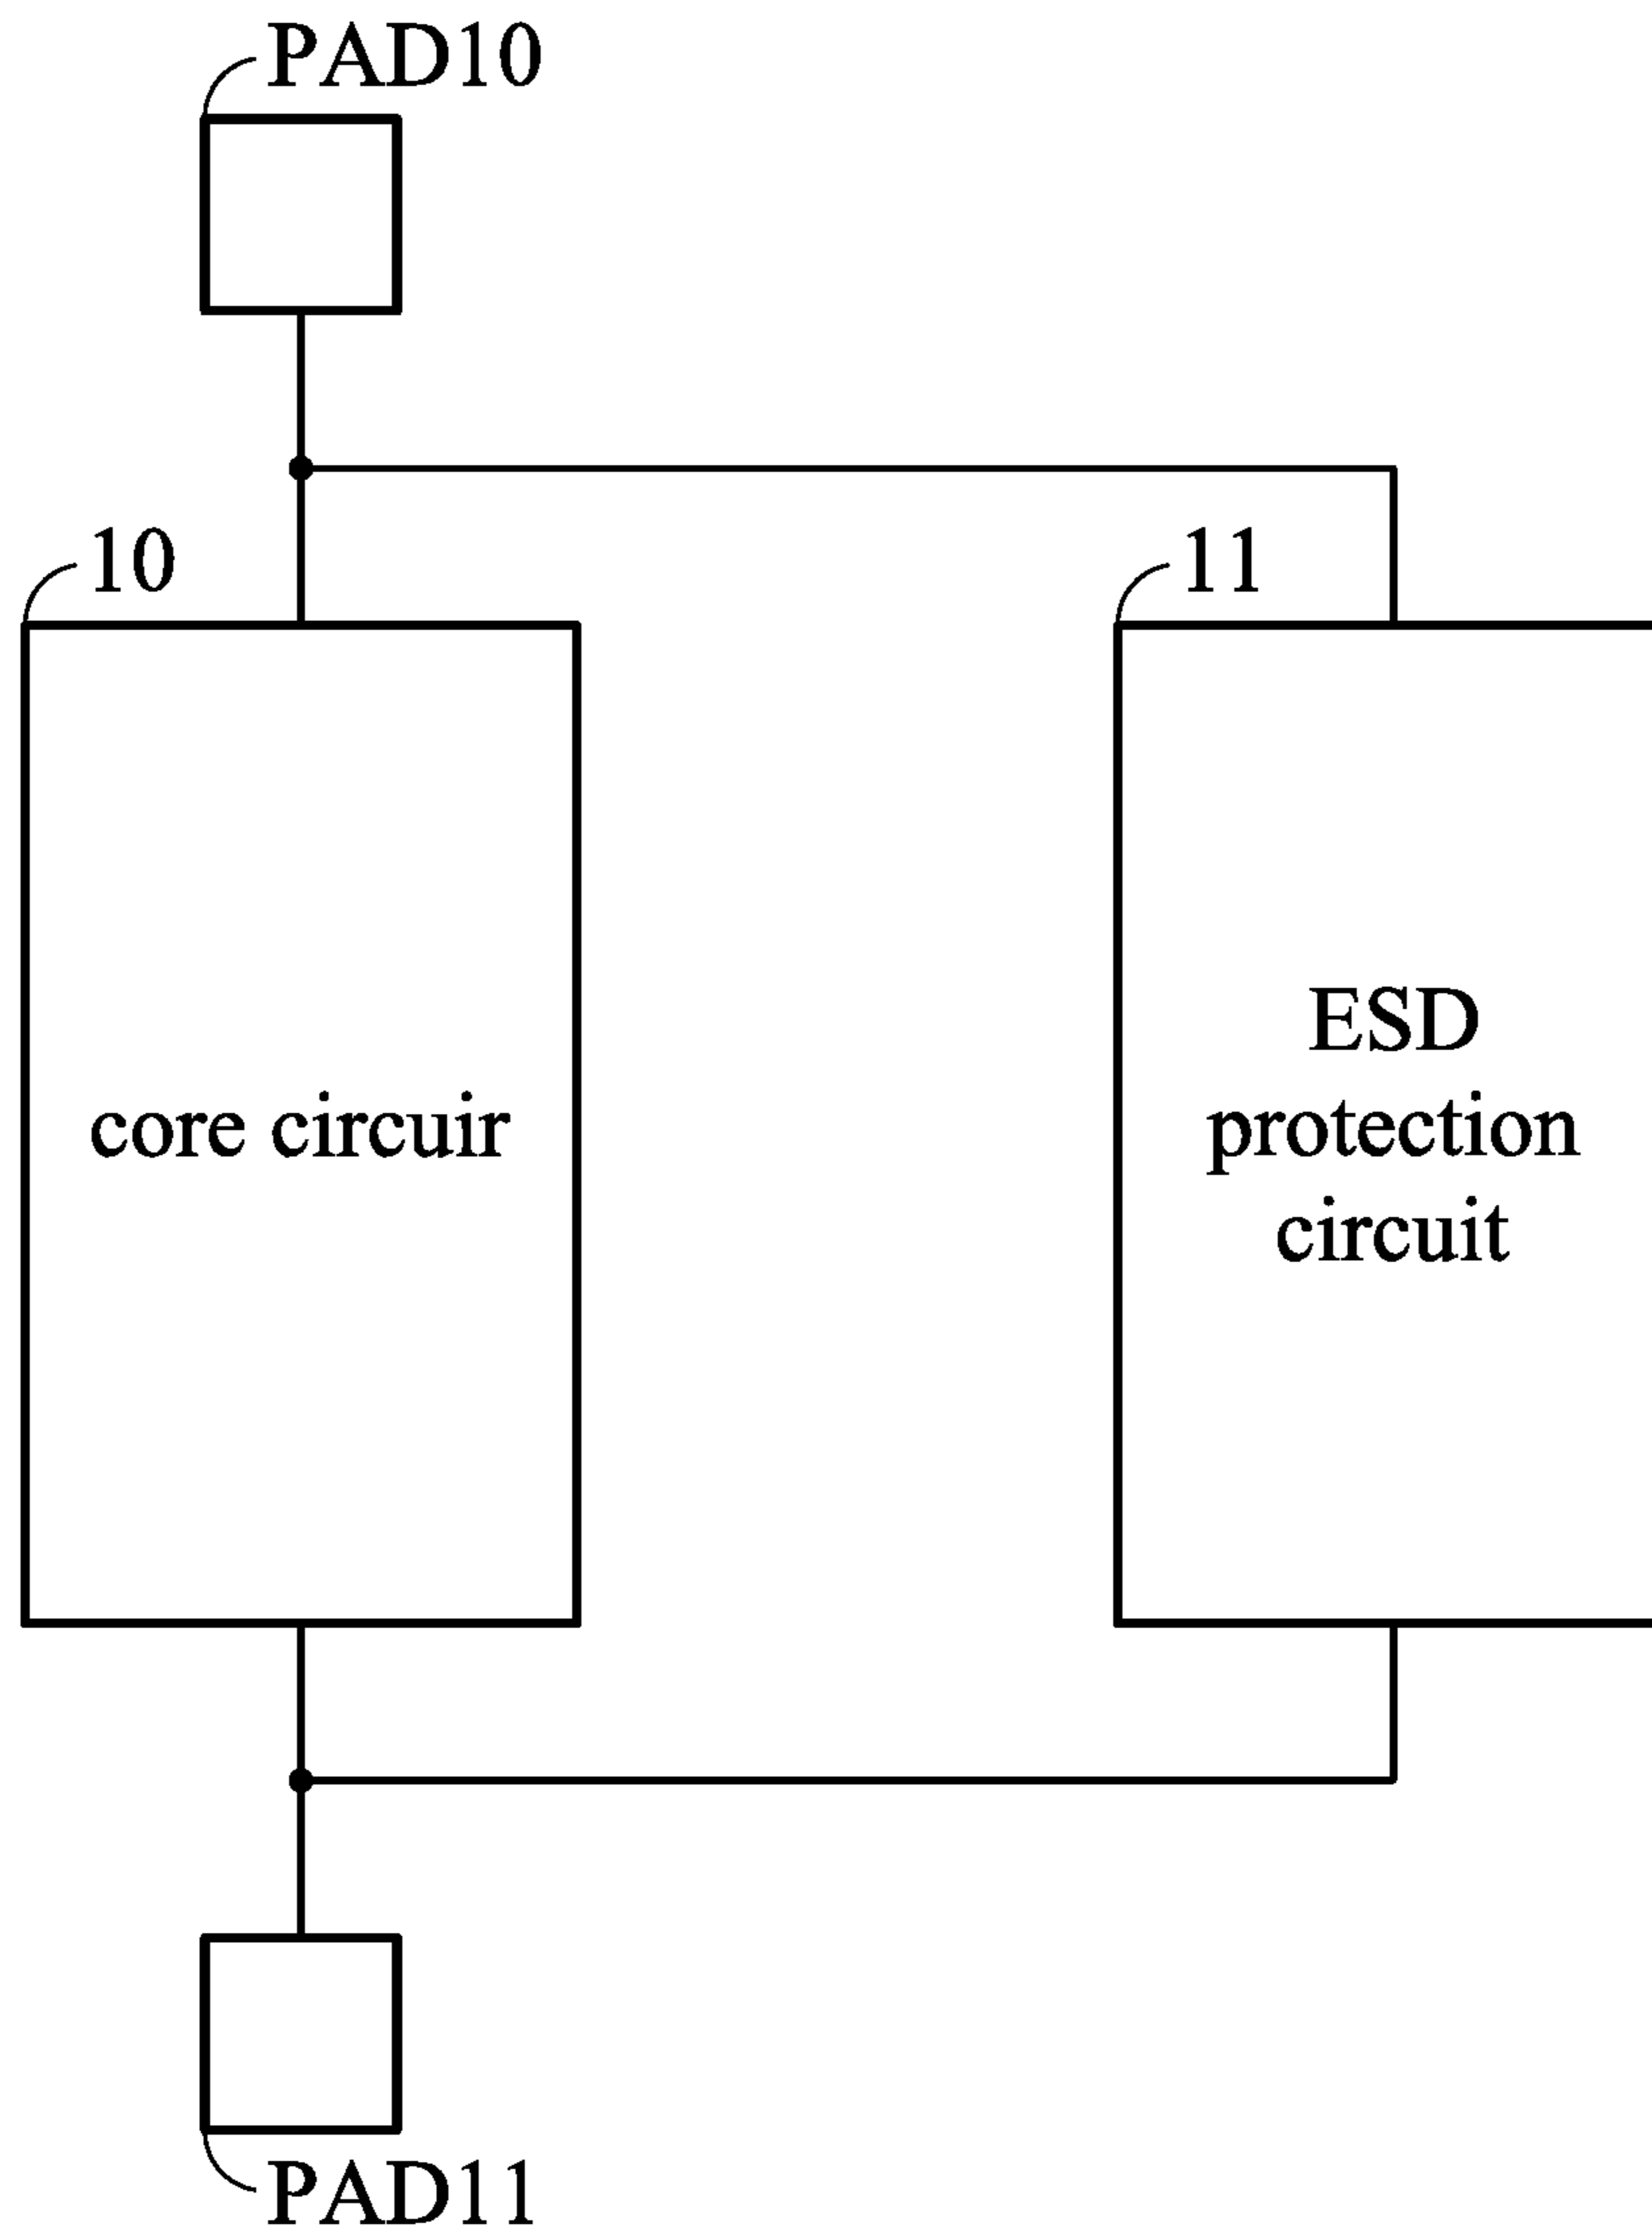 PAD10
10
11
core circuir
ESD
protection
circuit
PAD11